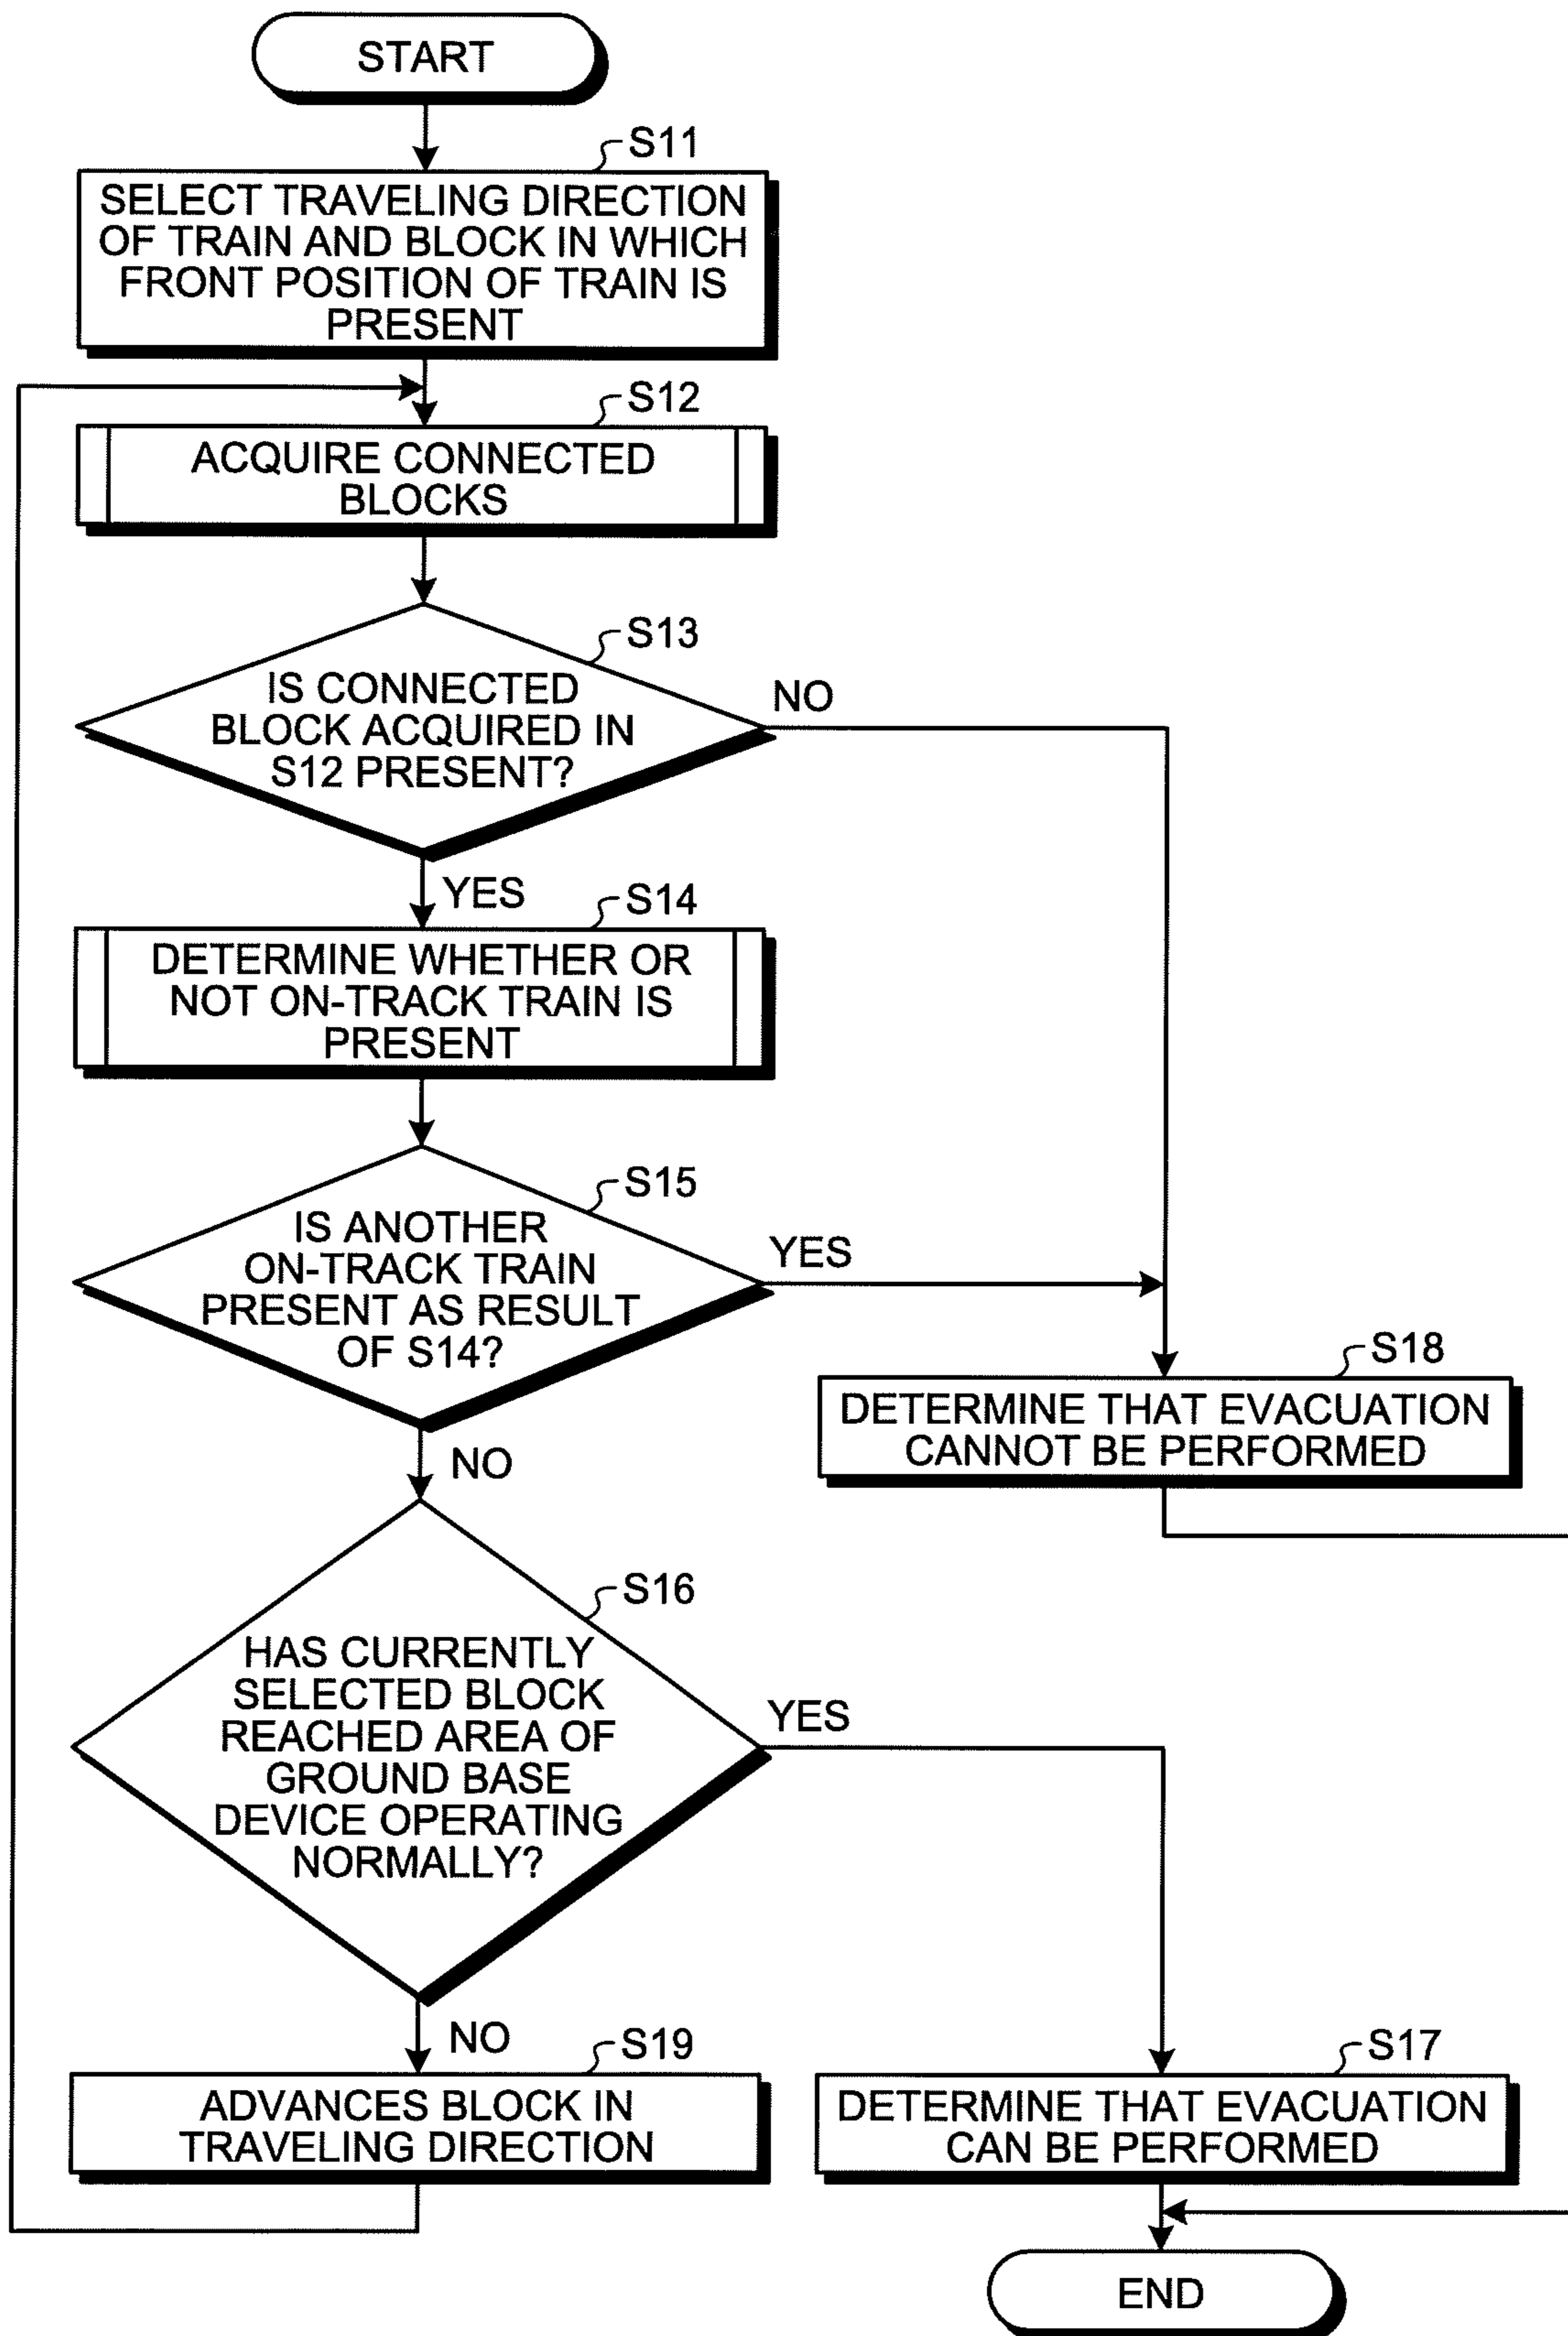 START
S11
SELECT TRAVELING DIRECTION
OF TRAIN AND BLOCK IN WHICH
FRONT POSITION OF TRAIN IS
PRESENT
S12
ACQUIRE CONNECTED
BLOCKS
S13
IS CONNECTED
BLOCK ACQUIRED IN
S12 PRESENT?
NO
YES
S14
DETERMINE WHETHER OR
NOT ON-TRACK TRAIN IS
PRESENT
S15
IS ANOTHER
ON-TRACK TRAIN
PRESENT AS RESULT
OF S14?
YES
NO
S18
DETERMINE THAT EVACUATION
CANNOT BE PERFORMED
S16
HAS CURRENTLY
SELECTED BLOCK
REACHED AREA OF
GROUND BASE
DEVICE OPERATING
NORMALLY?
YES
NO
S19
ADVANCES BLOCK IN
TRAVELING DIRECTION
S17
DETERMINE THAT EVACUATION
CAN BE PERFORMED
END